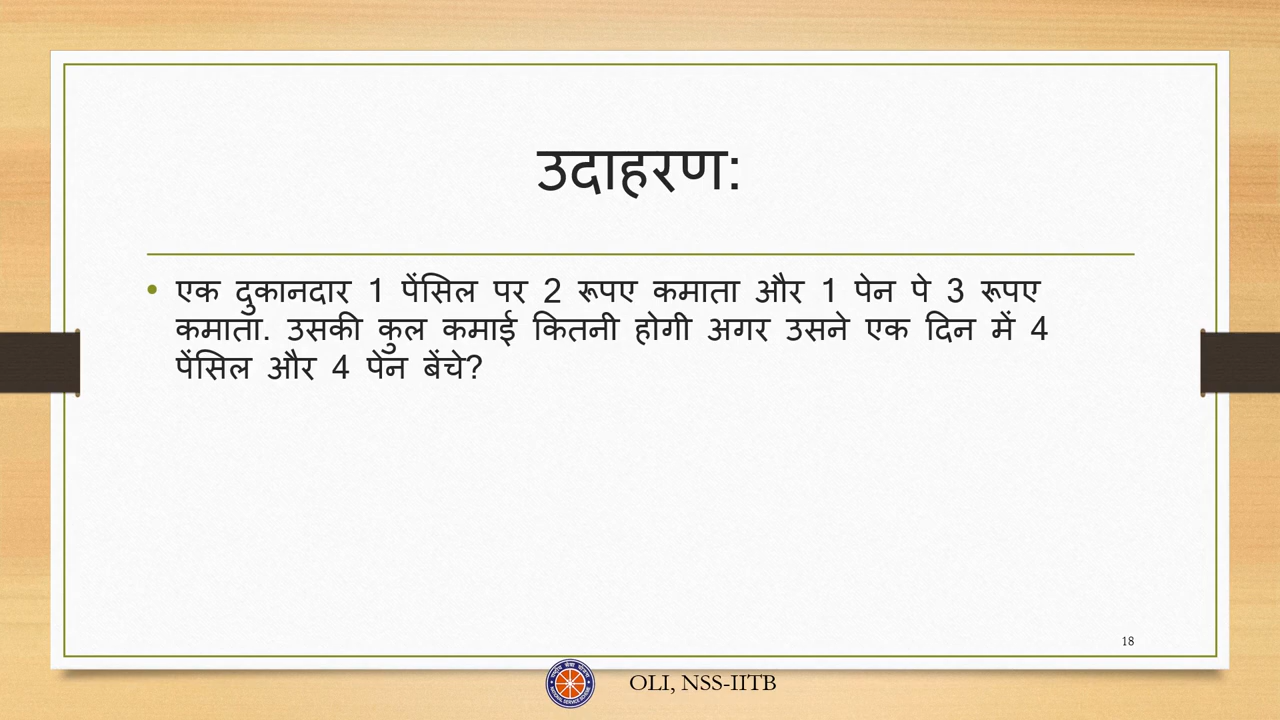 उदाहरण:
• एक दुकानदार 1 पेंसिल पर 2 रूपए कमाता और 1 पेन पे 3 रूपए
कमाता. उसकी कुल कमाई कितनी होगी अगर उसने एक दिन में 4
पेंसिल और 4 पेन बेंचे?
18
OLI, NSS-IITB